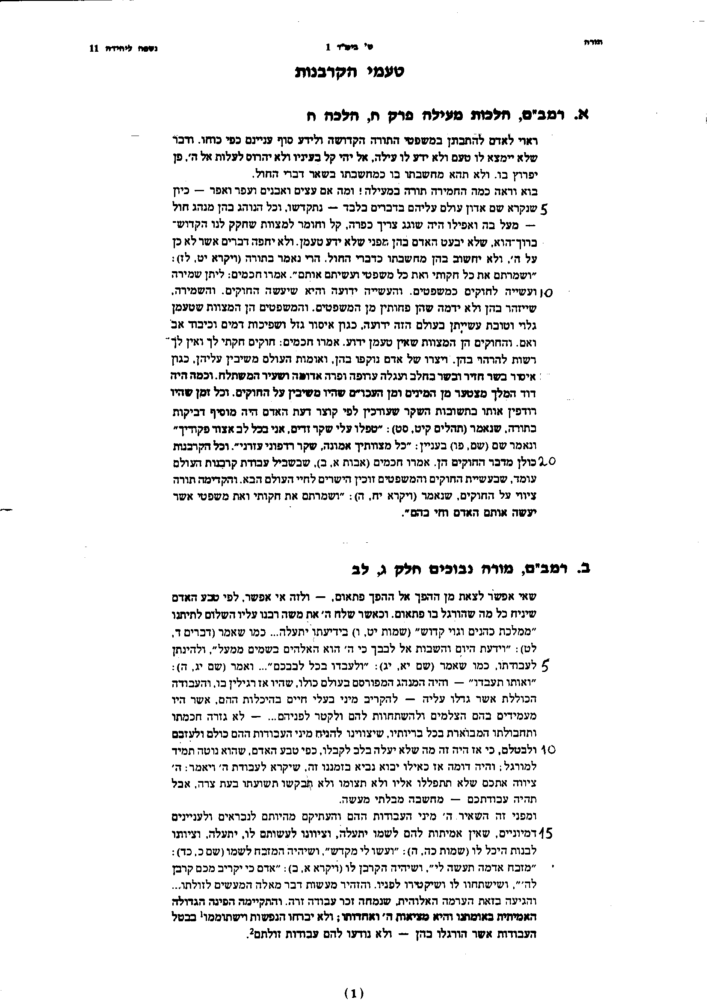 תורה
ט' ביש"ד 1
נספח ליחידה 11
טעמי הקרבנות
א. רמב"ם, הלכות מעילה פרק ח, הלכה ח
ראוי לאדם להתבונן במשפטי התורה הקדושה ולידע סוף עניינם כפי כוחו. ודבר
שלא יימצא לו טעם ולא ידע לו עילה, אל יהי קל בעיניו ולא יהרוס לעלות אל ה', פן
יפרוץ בו. ולא תהא מחשבתו בו כמחשבתו בשאר דברי החול.
בוא וראה כמה החמירה תורה במעילה! ומה אם עצים ואבנים ועפר ואפר — כיון
5 שנקרא שם אדון עולם עליהם בדברים בלבד — נתקדשו, וכל הנוהג בהן מנהג חול
— מעל בה ואפילו היה שוגג צריך כפרה, קל וחומר למצוות שחקק לנו הקדוש־
ברוך־הוא, שלא יבעט האדם בהן מפני שלא ידע טעמן. ולא יחפה דברים אשר לא כן
על ה', ולא יחשוב בהן מחשבתו כדברי החול. הרי נאמר בתורה (ויקרא יט, לז):
"ושמרתם את כל חקותי ואת כל משפטי ועשיתם אותם". אמרו חכמים: ליתן שמירה
10 ועשייה לחוקים כמשפטים. והעשייה ידועה והיא שיעשה החוקים. והשמירה,
שייזהר בהן ולא ידמה שהן פחותין מן המשפטים. והמשפטים הן המצוות שטעמן
גלוי וטובת עשייתן בעולם הזה ידועה, כגון איסור גזל ושפיכות דמים וכיבוד אב
ואם. והחוקים הן המצוות שאין טעמן ידוע. אמרו חכמים: חוקים חקתי לך ואין לך
רשות להרהר בהן. ויצרו של אדם נוקפו בהן, ואומות העולם משיבין עליהן, כגון
איסור בשר חזיר ובשר בחלב ועגלה ערופה ופרה אדומה ושעיר המשתלח. וכמה היה
דוד המלך מצטער מן המינים ומן העכו"ם שהיו משיבין על החוקים. וכל זמן שהיו
רודפין אותו בתשובות השקר שעורכין לפי קוצר דעת האדם היה מוסיף דביקות
בתורה, שנאמר (תהלים קיט, סט): "טפלו עלי שקר זדים, אני בכל לב אצור פקודיך"
ונאמר שם (שם, פו) בעניין: "כל מצוותיך אמונה, שקר רדפוני עזרני". וכל הקרבנות
20 כולן מדבר החוקים הן. אמרו חכמים (אבות א, ב), שבשביל עבודת קרבנות העולם
עומד, שבעשיית החוקים והמשפטים זוכין הישרים לחיי העולם הבא. והקדימה תורה
ציווי על החוקים, שנאמר (ויקרא יח, ה): "ושמרתם את חקותי ואת משפטי אשר
יעשה אותם האדם וחי בהם".
ב. רמב"ם, מורה נבוכים חלק ג, לב
שאי אפשר לצאת מן ההפך אל ההפך פתאום, — ולזה אי אפשר, לפי טבע האדם
שיניח כל מה שהורגל בו פתאום. וכאשר שלח ה' את משה רבנו עליו השלום לתיתנו
"ממלכת כהנים וגוי קדוש" (שמות יט, ו) בידיעתו יתעלה... כמו שאמר (דברים ד,
לט): "וידעת היום והשבות אל לבבך כי ה' הוא האלהים בשמים ממעל", ולהינתן
5 לעבודתו, כמו שאמר (שם יא, יג): "ולעבדו בכל לבבכם"... ואמר (שם יג, ה):
"ואותו תעבדו" — והיה המנהג המפורסם בעולם כולו, שהיו אז רגילין בו, והעבודה
הכוללת אשר גדלו עליה — להקריב מיני בעלי חיים בהיכלות ההם, אשר היו
מעמידים בהם הצלמים ולהשתחוות להם ולקטר לפניהם... — לא גזרה חכמתו
ותחבולתו המבוארת בכל בריותיו, שיצווינו להניח מיני העבודות ההם כולם ולעזבם
10 ולבטלם, כי אז היה זה מה שלא יעלה בלב לקבלו, כפי טבע האדם, שהוא נוטה תמיד
למורגל; והיה דומה אז כאילו יבוא נביא בזמננו זה, שיקרא לעבודת ה' ויאמר: ה'
ציווה אתכם שלא תתפללו אליו ולא תצומו ולא תבקשו תשועתו בעת צרה, אבל
תהיה עבודתכם — מחשבה מבלתי מעשה.
ומפני זה השאיר ה' מיני העבודות ההם והעתיקם מהיותם לנבראים ולעניינים
15 דמיוניים, שאין אמיתות להם לשמו יתעלה, וציוונו לעשותם לו, יתעלה, וציוותו
לבנות היכל לו (שמות כה, ה): "ועשו לי מקדש", ושיהיה המזבח לשמו (שם כ, כד):
"מזבח אדמה תעשה לי", ושיהיה הקרבן לו (ויקרא א, ב): "אדם כי יקריב מכם קרבן
לה'", ושישתחוו לו ושיקטירו לפניו. והזהיר מעשות דבר מאלה המעשים לזולתו...
והגיעה בזאת הערמה האלוהית, שנמחה זכר עבודה זרה. והתקיימה הפינה הגדולה
האמיתית באומתנו והיא מציאות ה' ואחדותו; ולא יברחו הנפשות וישתוממו1 בבטל
העבודות אשר הורגלו בהן — ולא נודעו להם עבודות זולתם2.
(1)